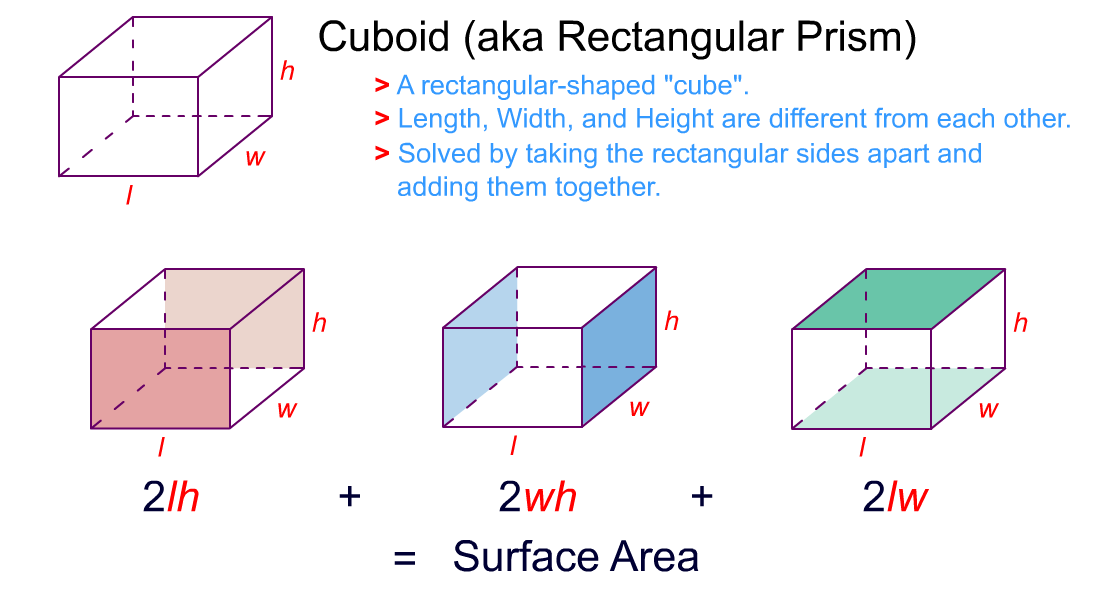 Cuboid (aka Rectangular Prism)
> A rectangular-shaped "cube".
> Length, Width, and Height are different from each other.
> Solved by taking the rectangular sides apart and
adding them together.
h
w
l
h
w
l
h
w
l
h
w
l
2lh + 2wh + 2lw
= Surface Area